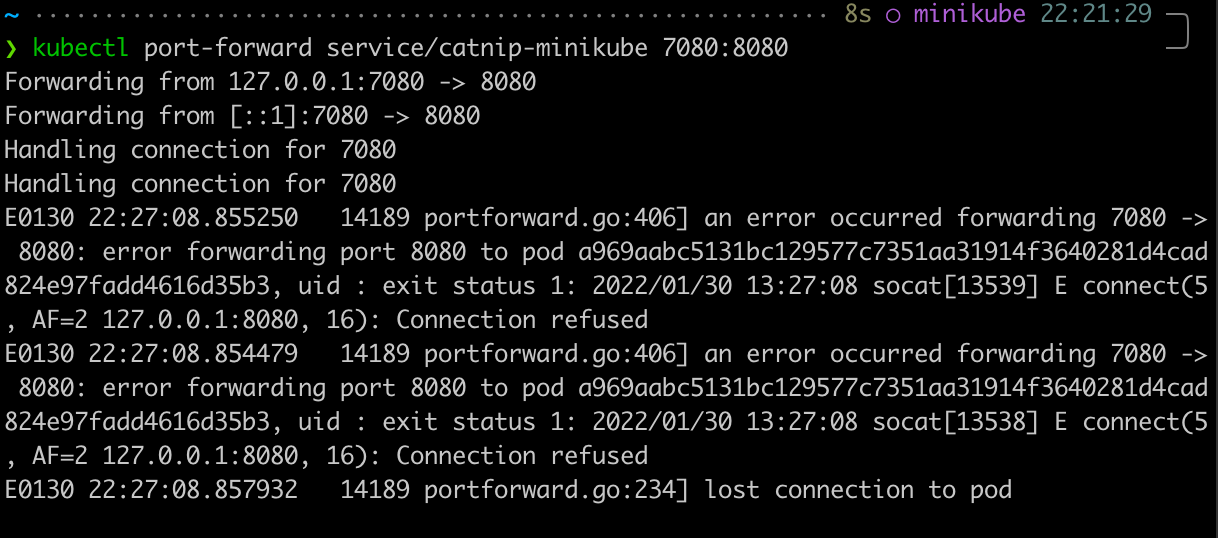 ~ ························································· 8s ○ minikube 22:21:29
❯ kubectl port-forward service/catnip-minikube 7080:8080
Forwarding from 127.0.0.1:7080 -> 8080
Forwarding from [::1]:7080 -> 8080
Handling connection for 7080
Handling connection for 7080
E0130 22:27:08.855250   14189 portforward.go:406] an error occurred forwarding 7080 ->
 8080: error forwarding port 8080 to pod a969aabc5131bc129577c7351aa31914f3640281d4cad
824e97fadd4616d35b3, uid : exit status 1: 2022/01/30 13:27:08 socat[13539] E connect(5
, AF=2 127.0.0.1:8080, 16): Connection refused
E0130 22:27:08.854479   14189 portforward.go:406] an error occurred forwarding 7080 ->
 8080: error forwarding port 8080 to pod a969aabc5131bc129577c7351aa31914f3640281d4cad
824e97fadd4616d35b3, uid : exit status 1: 2022/01/30 13:27:08 socat[13538] E connect(5
, AF=2 127.0.0.1:8080, 16): Connection refused
E0130 22:27:08.857932   14189 portforward.go:234] lost connection to pod